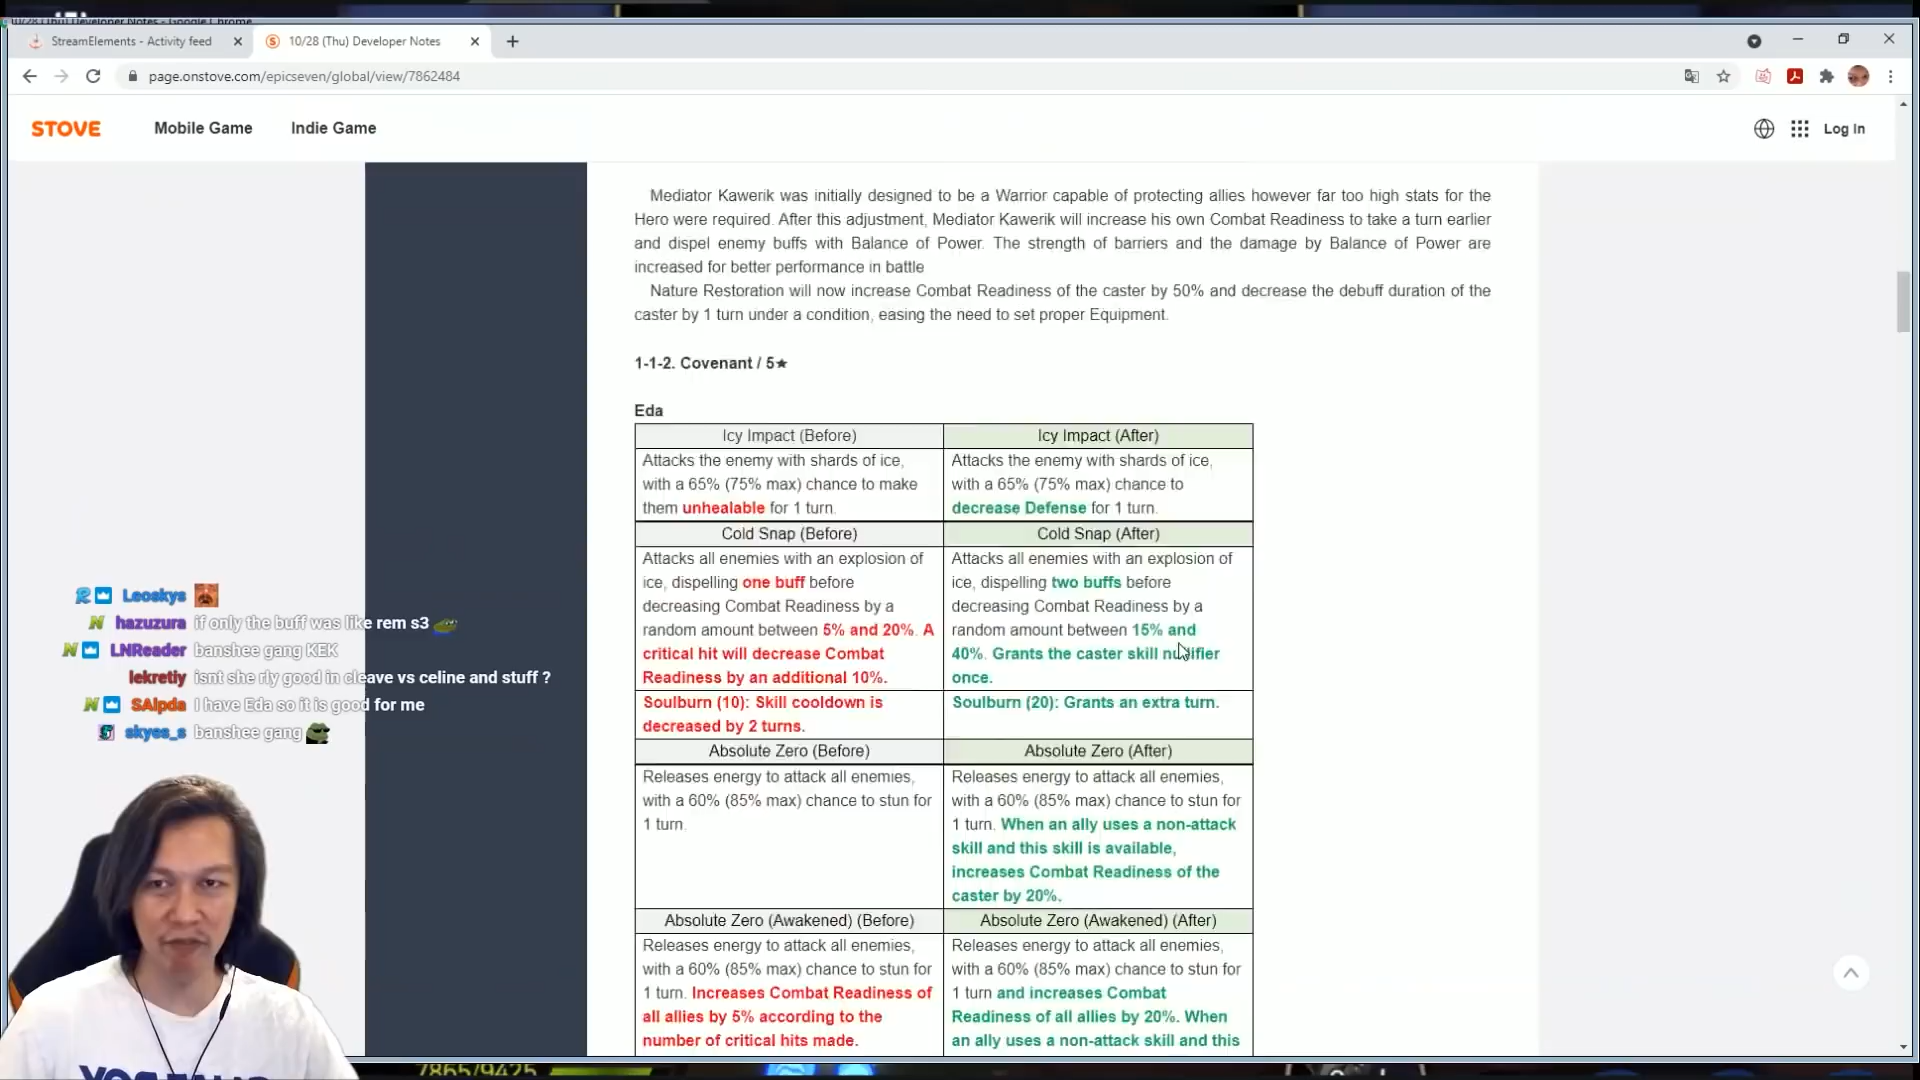 10/28 (Thu) Developer Notes - Google Chrome
StreamElements - Activity feed
10/28 (Thu) Developer Notes
page.onstove.com/epicseven/global/view/7862484
STOVE
Mobile Game
Indie Game
Log In
Mediator Kawerik was initially designed to be a Warrior capable of protecting allies however far too high stats for the
Hero were required. After this adjustment, Mediator Kawerik will increase his own Combat Readiness to take a turn earlier
and dispel enemy buffs with Balance of Power. The strength of barriers and the damage by Balance of Power are
increased for better performance in battle
Nature Restoration will now increase Combat Readiness of the caster by 50% and decrease the debuff duration of the
caster by 1 turn under a condition, easing the need to set proper Equipment.
1-1-2. Covenant / 5★
Eda
Icy Impact (Before)
Icy Impact (After)
Attacks the enemy with shards of ice,
with a 65% (75% max) chance to make
them unhealable for 1 turn.
Attacks the enemy with shards of ice,
with a 65% (75% max) chance to
decrease Defense for 1 turn.
Cold Snap (Before)
Cold Snap (After)
Attacks all enemies with an explosion of
ice, dispelling one buff before
decreasing Combat Readiness by a
random amount between 5% and 20%. A
critical hit will decrease Combat
Readiness by an additional 10%.
Attacks all enemies with an explosion of
ice, dispelling two buffs before
decreasing Combat Readiness by a
random amount between 15% and
40%. Grants the caster skill nullifier
once.
Soulburn (10): Skill cooldown is
decreased by 2 turns.
Soulburn (20): Grants an extra turn.
Absolute Zero (Before)
Absolute Zero (After)
Releases energy to attack all enemies,
with a 60% (85% max) chance to stun for
1 turn.
Releases energy to attack all enemies,
with a 60% (85% max) chance to stun for
1 turn. When an ally uses a non-attack
skill and this skill is available,
increases Combat Readiness of the
caster by 20%.
Absolute Zero (Awakened) (Before)
Absolute Zero (Awakened) (After)
Releases energy to attack all enemies,
with a 60% (85% max) chance to stun for
1 turn. Increases Combat Readiness of
all allies by 5% according to the
number of critical hits made.
Releases energy to attack all enemies,
with a 60% (85% max) chance to stun for
1 turn and increases Combat
Readiness of all allies by 20%. When
an ally uses a non-attack skill and this
Leoskys
hazuzura if only the buff was like rem s3
LNReader banshee gang KEK
lekretiy isnt she rly good in cleave vs celine and stuff ?
SAlpda I have Eda so it is good for me
skyes_s banshee gang
7865/9425